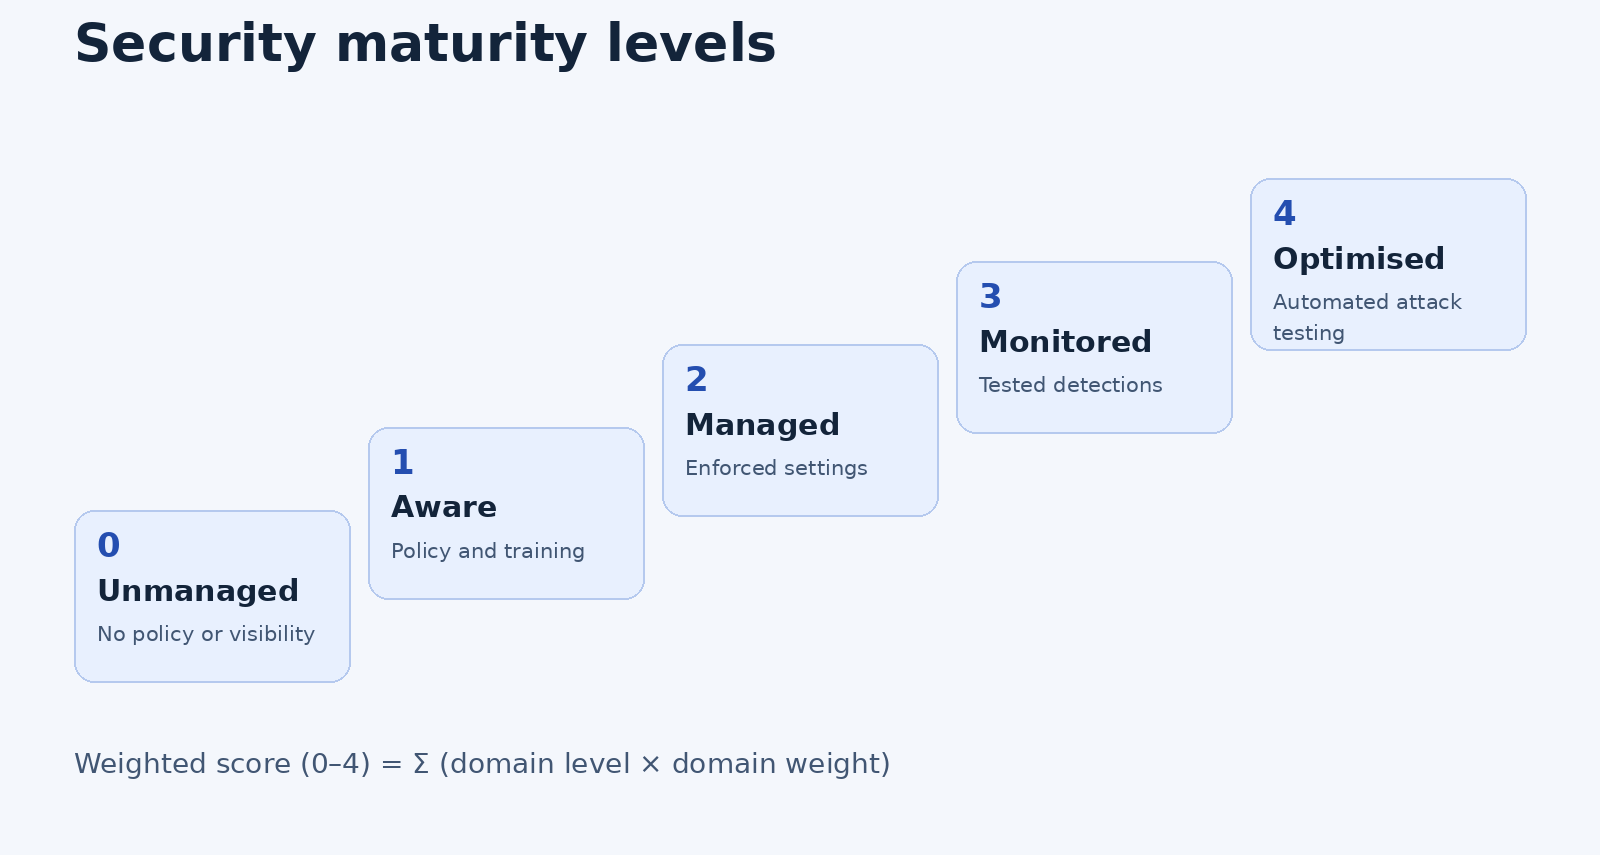 Security maturity levels
0
Unmanaged
No policy or visibility
1
Aware
Policy and training
2
Managed
Enforced settings
3
Monitored
Tested detections
4
Optimised
Automated attack
testing
Weighted score (0–4) = Σ (domain level × domain weight)